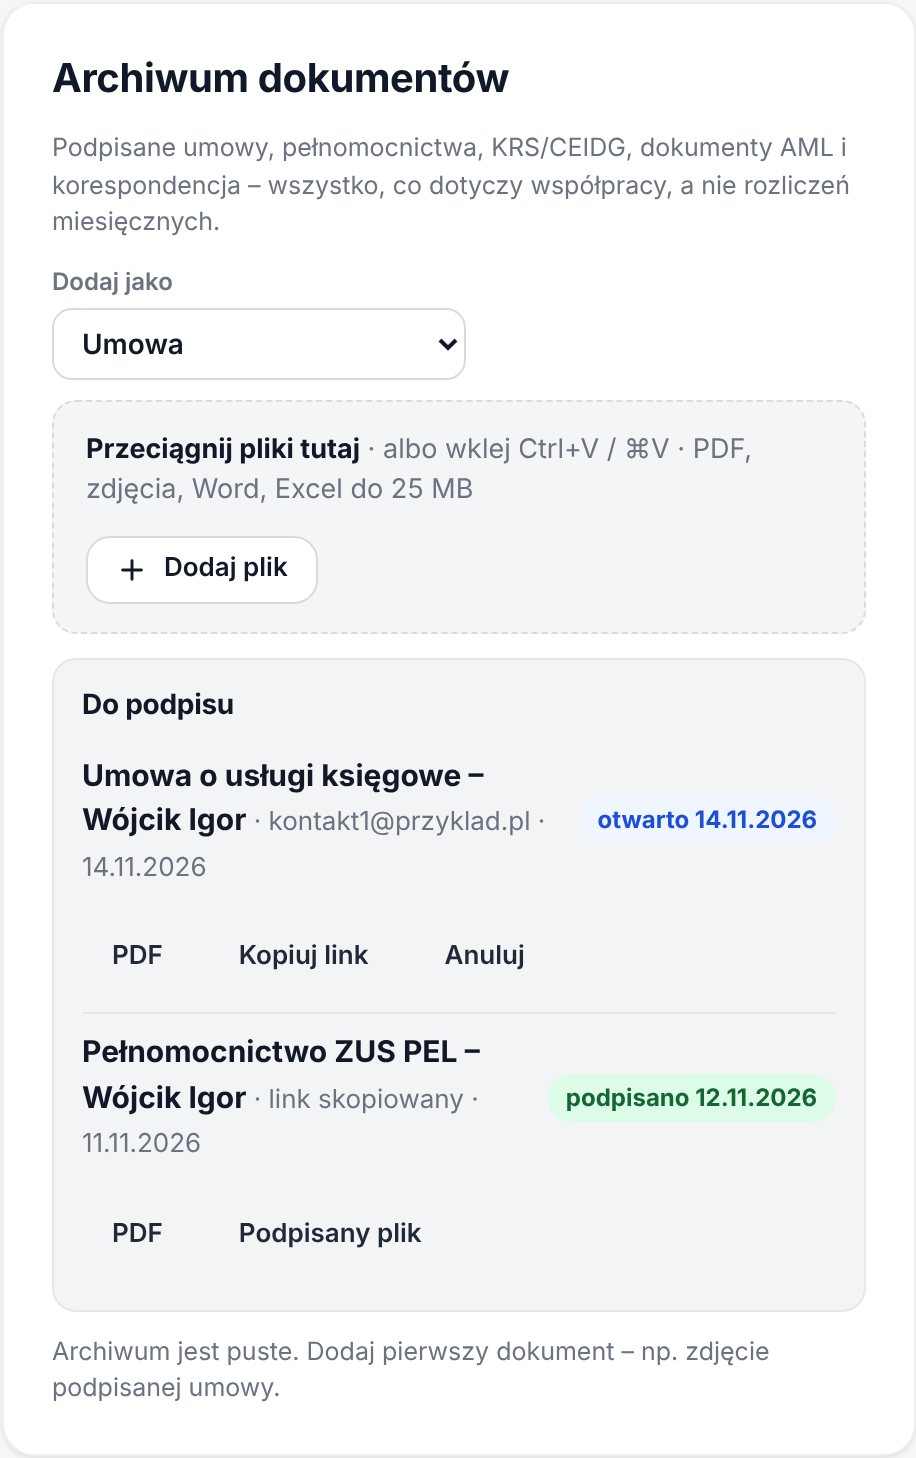 Archiwum dokumentów
Podpisane umowy, pełnomocnictwa, KRS/CEIDG, dokumenty AML i
korespondencja – wszystko, co dotyczy współpracy, a nie rozliczeń
miesięcznych.
Dodaj jako
Umowa
Przeciągnij pliki tutaj · albo wklej Ctrl+V / ⌘V · PDF,
zdjęcia, Word, Excel do 25 MB
+ Dodaj plik
Do podpisu
Umowa o usługi księgowe –
Wójcik Igor · kontakt1@przyklad.pl ·
14.11.2026
otwarto 14.11.2026
PDF Kopiuj link Anuluj
Pełnomocnictwo ZUS PEL –
Wójcik Igor · link skopiowany ·
11.11.2026
podpisano 12.11.2026
PDF Podpisany plik
Archiwum jest puste. Dodaj pierwszy dokument – np. zdjęcie
podpisanej umowy.